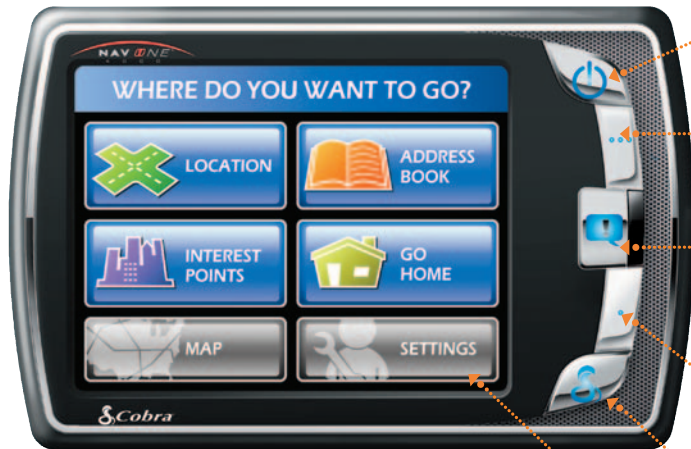 NAV ONE
WHERE DO YOU WANT TO GO?
LOCATION
ADDRESS
BOOK
INTEREST
POINTS
GO
HOME
MAP
SETTINGS
Cobra